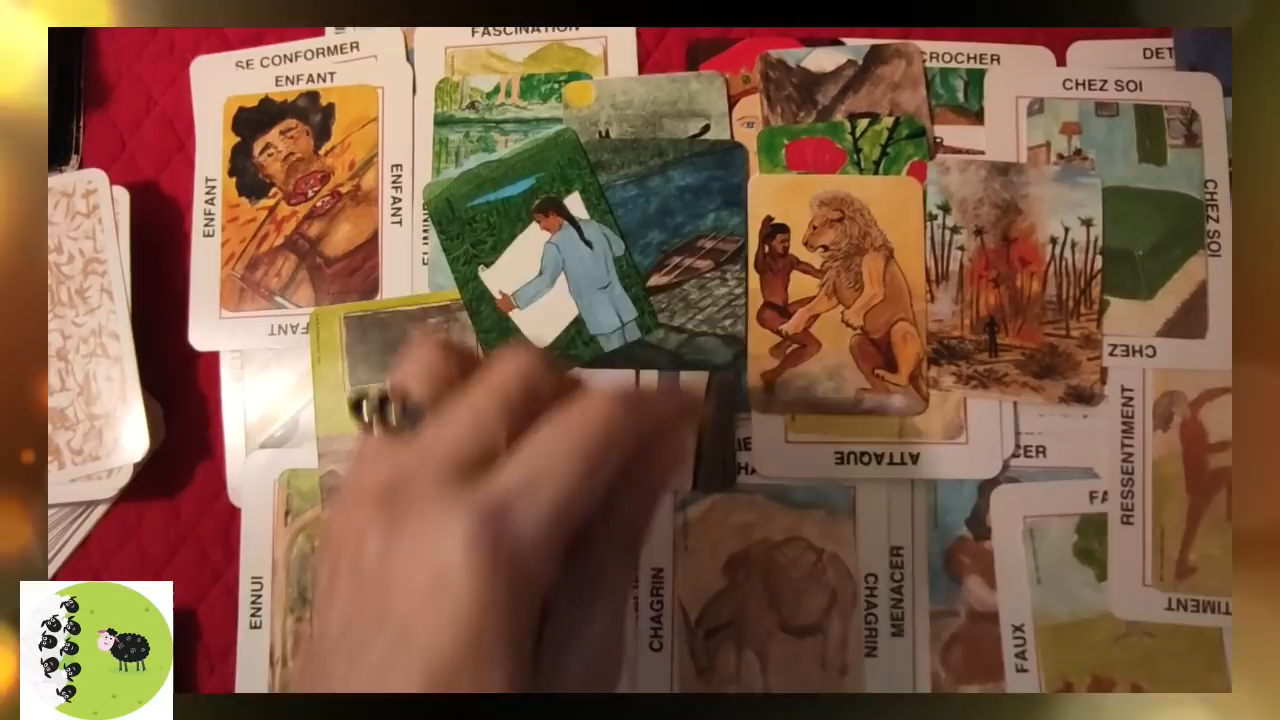 SE CONFORMER
ENFANT
ENFANT
ENFANT
FASCINATION
CROCHER
DET
CHEZ SOI
CHEZ SOI
CHEZ
ATTAQUE
CER
RESSENTIMENT
TIMENT
ENNUI
CHAGRIN
CHAGRIN
MENACER
FA
FAUX